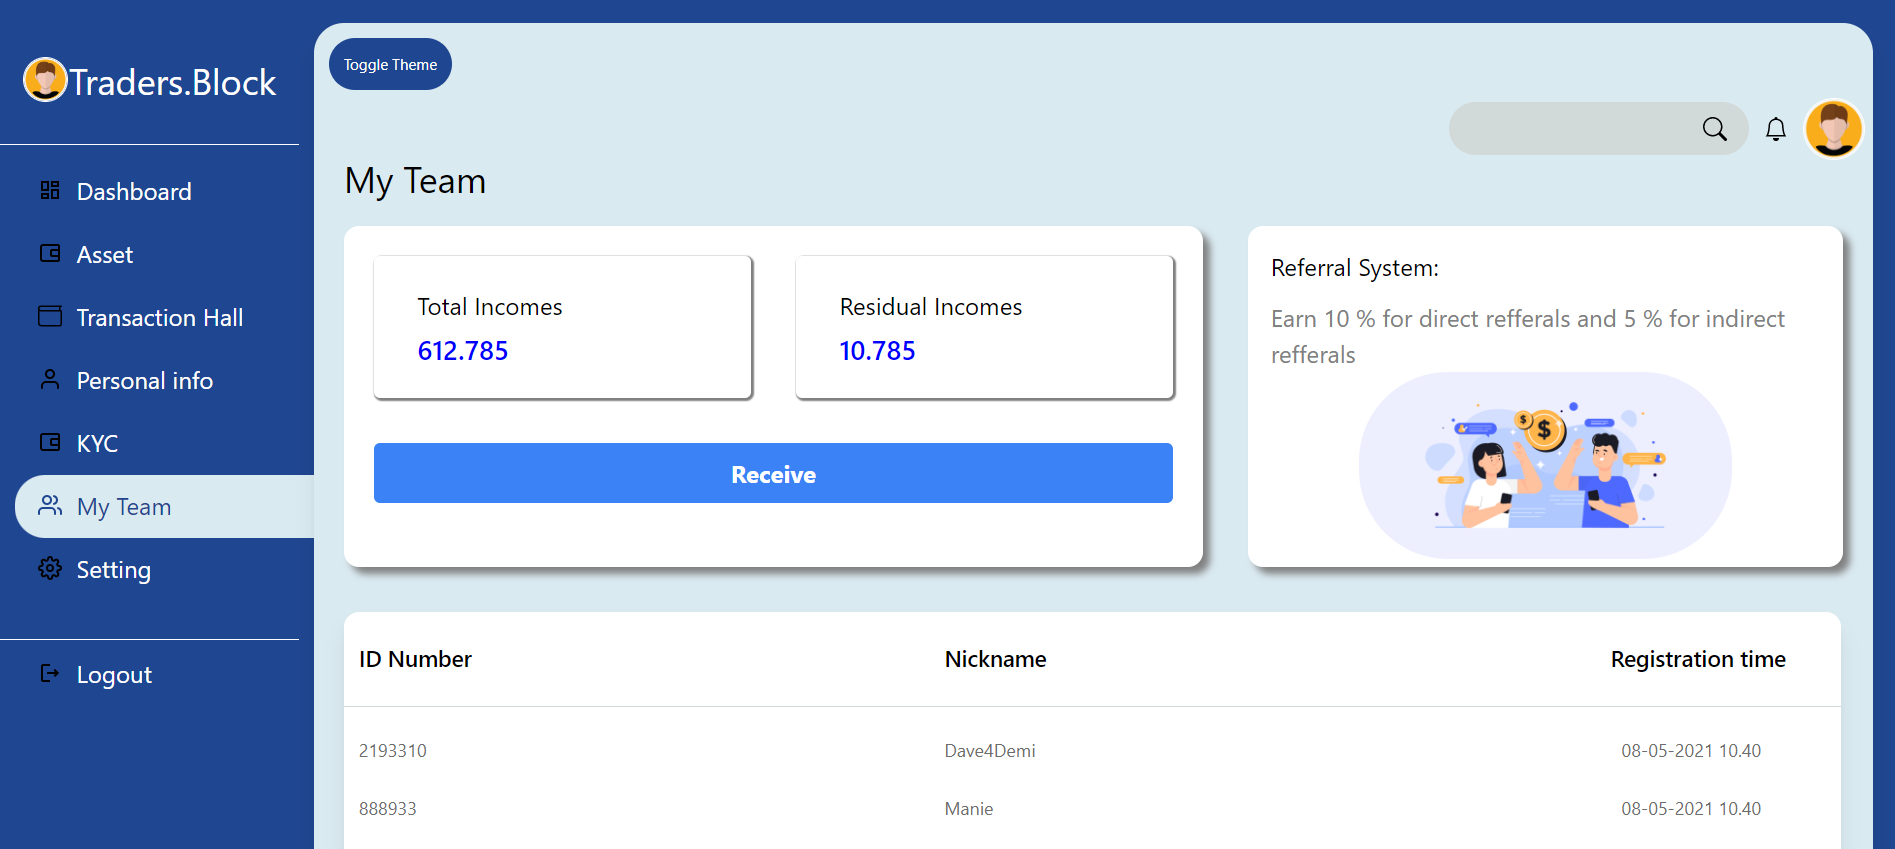 Traders.Block
Dashboard
Asset
Transaction Hall
Personal info
KYC
My Team
Setting
Logout
Toggle Theme
My Team
Total Incomes
612.785
Residual Incomes
10.785
Receive
Referral System:
Earn 10 % for direct refferals and 5 % for indirect
refferals
$ $
ID Number Nickname Registration time
2193310 Dave4Demi 08-05-2021 10.40
888933 Manie 08-05-2021 10.40